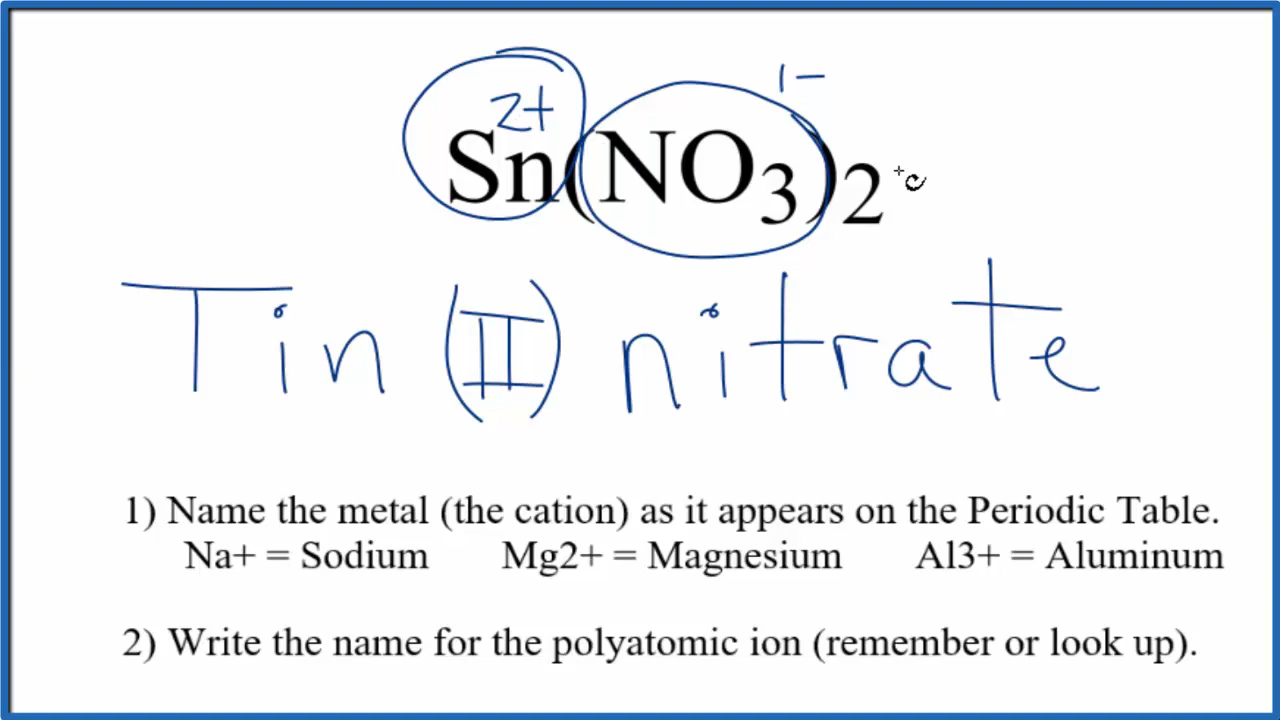 2+ 1-
Sn(NO3)2
Tin (II) nitrate
1) Name the metal (the cation) as it appears on the Periodic Table.
Na+ = Sodium Mg2+ = Magnesium Al3+ = Aluminum
2) Write the name for the polyatomic ion (remember or look up).